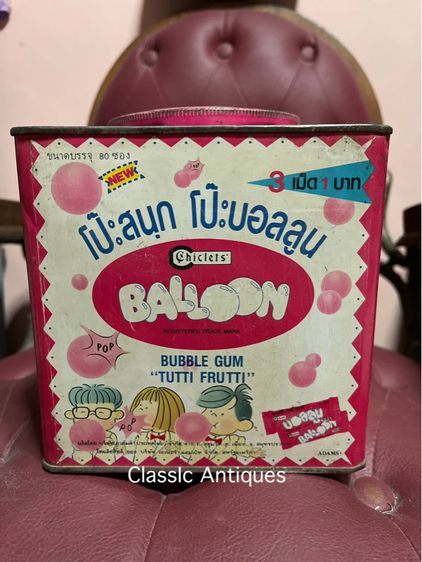 ขนาดบรรจุ 80 ซอง
NEW
3 เม็ด 1 บาท
โป๊ะสนุก โป๊ะบอลลูน
Chiclets
BALLOON
REGISTERED TRADE MARK
POP
BUBBLE GUM
"TUTTI FRUTTI"
POP
บอลลูน
BALLOON
ADAMS
Classic Antiques